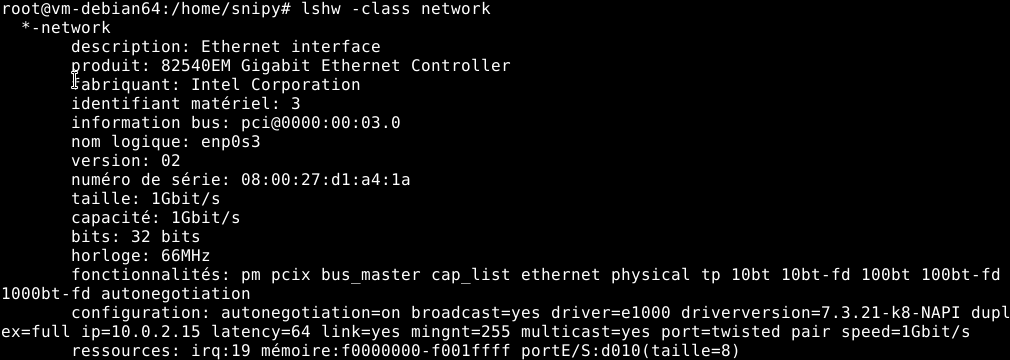 root@vm-debian64:/home/snipy# lshw -class network
*-network
description: Ethernet interface
produit: 82540EM Gigabit Ethernet Controller
fabriquant: Intel Corporation
identifiant matériel: 3
information bus: pci@0000:00:03.0
nom logique: enp0s3
version: 02
numéro de série: 08:00:27:d1:a4:1a
taille: 1Gbit/s
capacité: 1Gbit/s
bits: 32 bits
horloge: 66MHz
fonctionnalités: pm pcix bus_master cap_list ethernet physical tp 10bt 10bt-fd 100bt 100bt-fd
1000bt-fd autonegotiation
configuration: autonegotiation=on broadcast=yes driver=e1000 driverversion=7.3.21-k8-NAPI dupl
ex=full ip=10.0.2.15 latency=64 link=yes mingnt=255 multicast=yes port=twisted pair speed=1Gbit/s
ressources: irq:19 mémoire:f0000000-f001ffff portE/S:d010(taille=8)